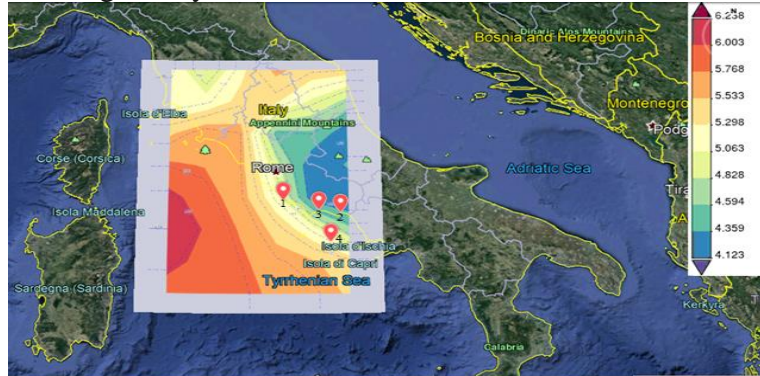 N
6.238
6.003
5.768
5.533
5.298
5.063
4.828
4.594
4.359
4.123
Dinaric Alps Mountains
Bosnia and Herzegovina
Montenegro
Podg
Isola d'Elba
Italy
Appennini Mountains
Corse (Corsica)
Rome
Adriatic Sea
Tira
Isola Maddalena
1
3
2
4
Isola d'Ischia
Isola di Capri
Tyrrhenian Sea
Sardegna (Sardinia)
Kerkyra
Calabria